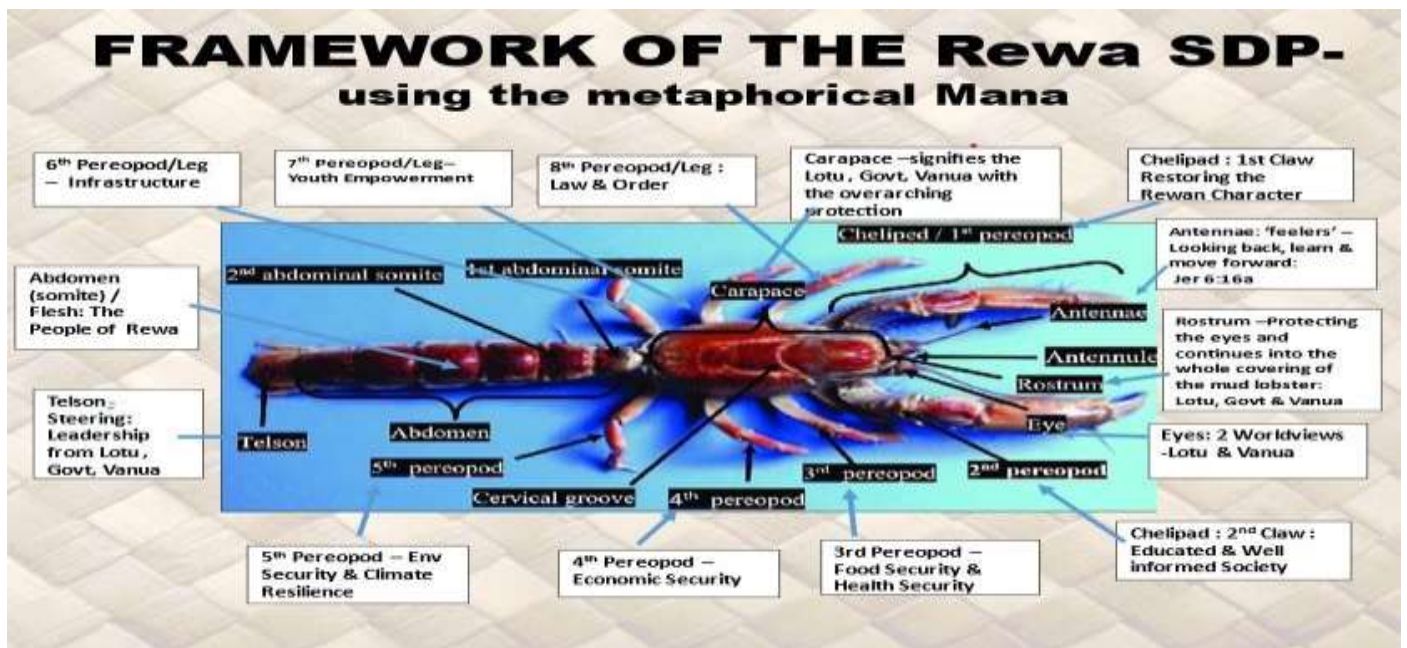 FRAMEWORK OF THE Rewa SDP-
using the metaphorical Mana
6th Pereopod/Leg
– Infrastructure
7th Pereopod/Leg–
Youth Empowerment
8th Pereopod/Leg :
Law & Order
Carapace –signifies the
Lotu , Govt, Vanua with
the overarching
protection
Chelipad : 1st Claw
Restoring the
Rewan Character
Antennae: ‘feelers’ –
Looking back, learn &
move forward:
Jer 6:16a
Abdomen
(somite) /
Flesh: The
People of Rewa
Rostrum –Protecting
the eyes and
continues into the
whole covering of
the mud lobster:
Lotu, Govt & Vanua
Telson:
Steering:
Leadership
from Lotu ,
Govt, Vanua
Eyes: 2 Worldviews
-Lotu & Vanua
Cheliped / 1st pereopod
2nd abdominal somite
1st abdominal somite
Carapace
Antennae
Antennule
Rostrum
Eye
Telson
Abdomen
5th pereopod
Cervical groove
4th pereopod
3rd pereopod
2nd pereopod
5th Pereopod – Env
Security & Climate
Resilience
4th Pereopod –
Economic Security
3rd Pereopod –
Food Security &
Health Security
Chelipad : 2nd Claw :
Educated & Well
informed Society